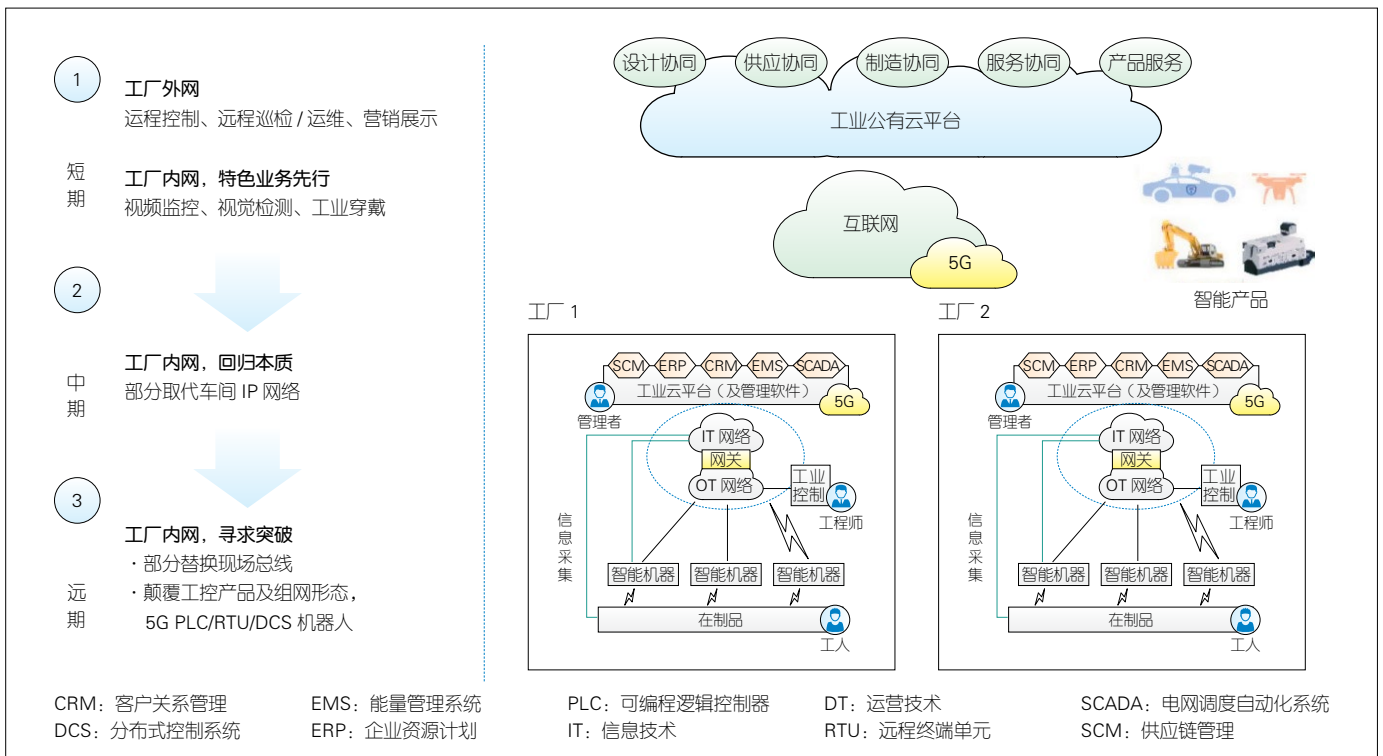 1
工厂外网
运程控制、远程巡检 / 运维、营销展示
短期
工厂内网，特色业务先行
视频监控、视觉检测、工业穿戴
2
中期
工厂内网，回归本质
部分取代车间 IP 网络
3
远期
工厂内网，寻求突破
·部分替换现场总线
·颠覆工控产品及组网形态，
5G PLC/RTU/DCS 机器人
设计协同
供应协同
制造协同
服务协同
产品服务
工业公有云平台
互联网
5G
智能产品
工厂 1
SCM
ERP
CRM
EMS
SCADA
工业云平台（及管理软件）
5G
管理者
IT 网络
网关
OT 网络
工业
控制
工程师
信息采集
智能机器
智能机器
智能机器
在制品
工人
工厂 2
SCM
ERP
CRM
EMS
SCADA
工业云平台（及管理软件）
5G
管理者
IT 网络
网关
OT 网络
工业
控制
工程师
信息采集
智能机器
智能机器
智能机器
在制品
工人
CRM：客户关系管理
EMS：能量管理系统
PLC：可编程逻辑控制器
DT：运营技术
SCADA：电网调度自动化系统
DCS：分布式控制系统
ERP：企业资源计划
IT：信息技术
RTU：远程终端单元
SCM：供应链管理